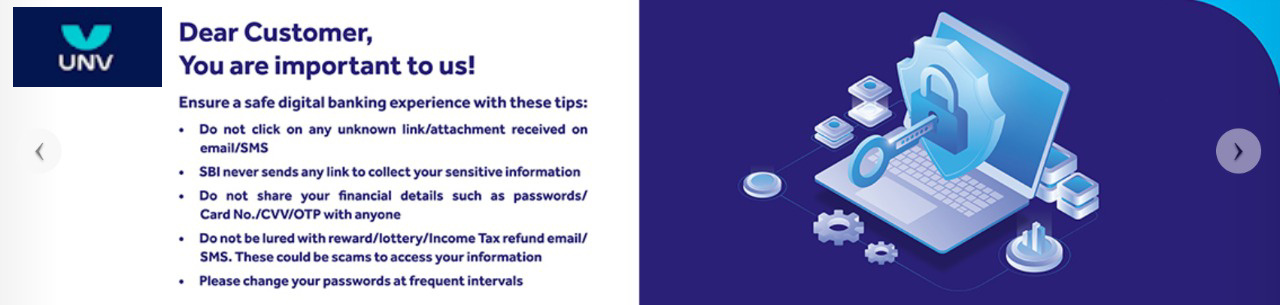 UNV
Dear Customer,
You are important to us!
Ensure a safe digital banking experience with these tips:
• Do not click on any unknown link/attachment received on
email/SMS
• SBI never sends any link to collect your sensitive information
• Do not share your financial details such as passwords/
Card No./CVV/OTP with anyone
• Do not be lured with reward/lottery/Income Tax refund email/
SMS. These could be scams to access your information
• Please change your passwords at frequent intervals